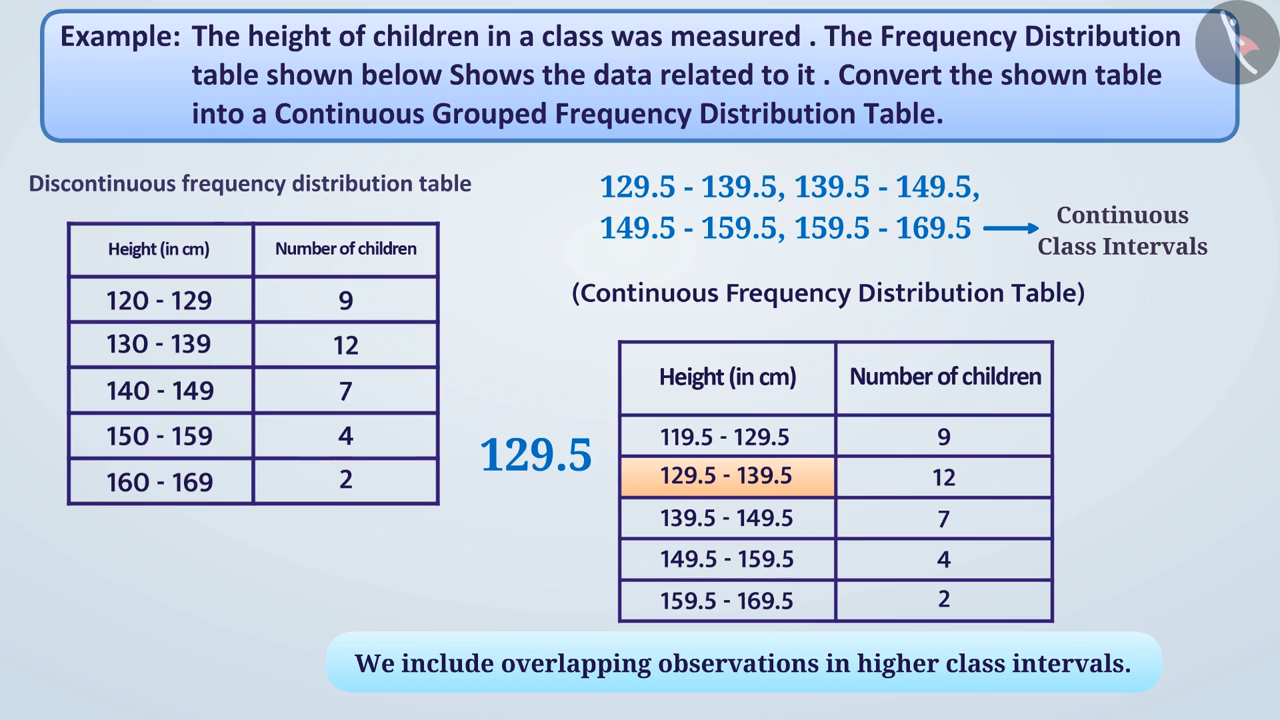 Example: The height of children in a class was measured . The Frequency Distribution
table shown below Shows the data related to it . Convert the shown table
into a Continuous Grouped Frequency Distribution Table.
Discontinuous frequency distribution table
Height (in cm) Number of children
120 - 129 9
130 - 139 12
140 - 149 7
150 - 159 4
160 - 169 2
129.5 - 139.5, 139.5 - 149.5,
149.5 - 159.5, 159.5 - 169.5
Continuous
Class Intervals
(Continuous Frequency Distribution Table)
129.5
Height (in cm) Number of children
119.5 - 129.5 9
129.5 - 139.5 12
139.5 - 149.5 7
149.5 - 159.5 4
159.5 - 169.5 2
We include overlapping observations in higher class intervals.